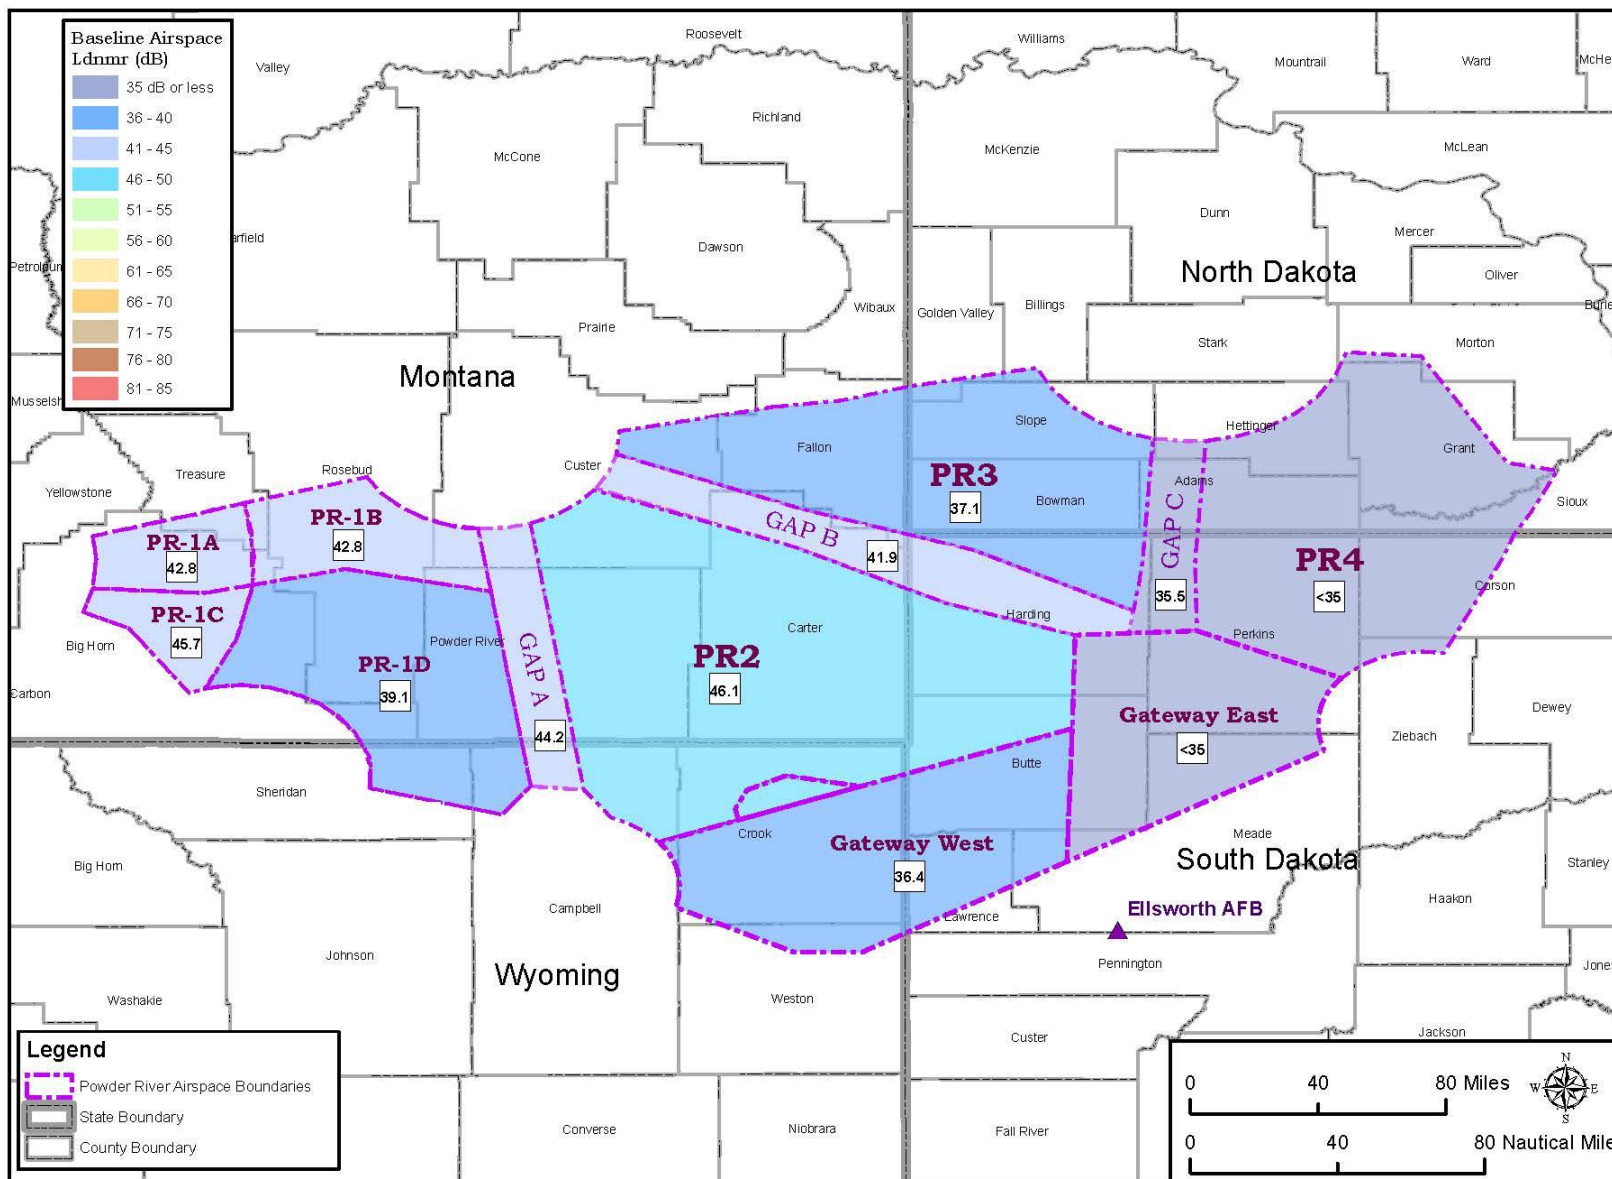 Baseline Airspace
Ldnmr (dB)
35 dB or less
36 - 40
41 - 45
46 - 50
51 - 55
56 - 60
61 - 65
66 - 70
71 - 75
76 - 80
81 - 85
Valley
Roosevelt
Williams
Mountrail
Ward
McHe
Richland
McCone
McKenzie
McLean
Dunn
Mercer
arfield
Dawson
Oliver
North Dakota
Golden Valley
Billings
Wibaux
Prairie
Stark
Morton
Montana
Musselsh
Slope
Hettinger
Fallon
Grant
Treasure
Rosebud
Custer
PR3
37.1
Bowman
Adams
Yellowstone
Sioux
PR-1B
42.8
PR-1A
42.8
GAP B
41.9
GAP C
35.5
PR4
<35
Corson
PR-1C
45.7
Big Horn
Powder River
PR-1D
39.1
GAP A
44.2
Carter
Harding
Perkins
PR2
46.1
Carbon
Gateway East
<35
Dewey
Ziebach
Butte
Sheridan
Crook
Gateway West
36.4
Meade
South Dakota
Big Horn
Stanley
Haakon
Campbell
Lawrence
Ellsworth AFB
Johnson
Wyoming
Pennington
Jones
Washakie
Weston
Custer
Jackson
Legend
Powder River Airspace Boundaries
State Boundary
County Boundary
Converse
Niobrara
Fall River
0 40 80 Miles
0 40 80 Nautical Mile
N
W E
S